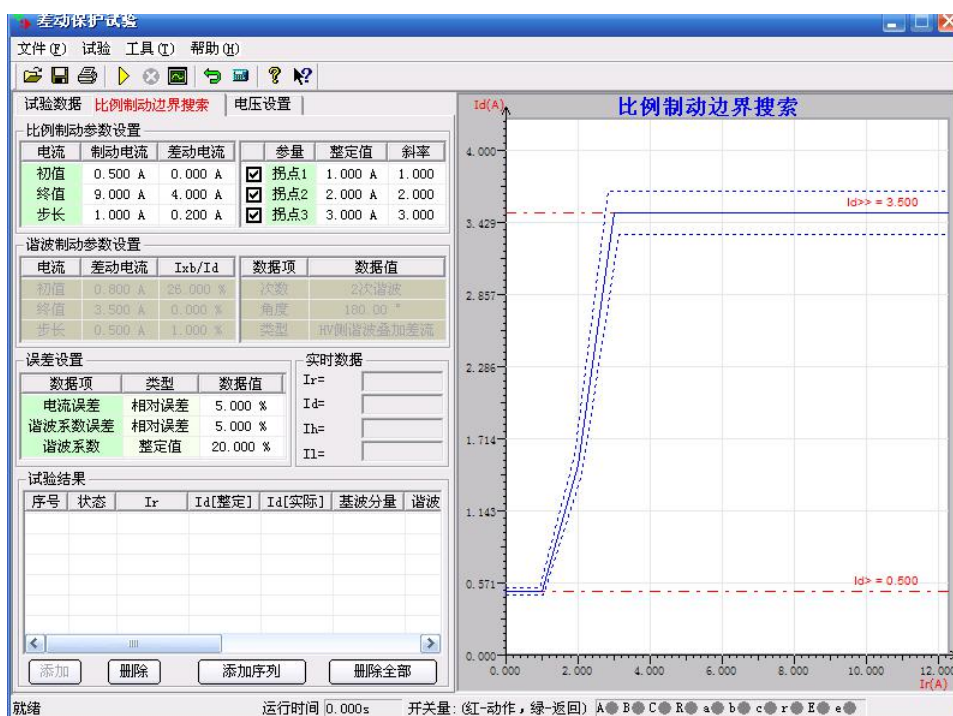 差动保护试验
文件(F) 试验 工具(T) 帮助(H)
试验数据 比例制动边界搜索 电压设置
比例制动参数设置
电流 制动电流 差动电流 参量 整定值 斜率
初值 0.500 A 0.000 A 拐点1 1.000 A 1.000
终值 9.000 A 4.000 A 拐点2 2.000 A 2.000
步长 1.000 A 0.200 A 拐点3 3.000 A 3.000
谐波制动参数设置
电流 差动电流 Ixb/Id 数据项 数据值
初值 0.800 A 26.000 % 次数 2次谐波
终值 3.500 A 0.000 % 角度 180.00 °
步长 0.500 A 1.000 % 类型 HV侧谐波叠加差流
误差设置
数据项 类型 数据值
电流误差 相对误差 5.000 %
谐波系数误差 相对误差 5.000 %
谐波系数 整定值 20.000 %
实时数据
Ir=
Id=
Ih=
Il=
试验结果
序号 状态 Ir Id[整定] Id[实际] 基波分量 谐波
添加 删除 添加序列 删除全部
Id(A) 比例制动边界搜索
4.000
Id>> = 3.500
3.429
2.857
2.286
1.714
1.143
Id> = 0.500
0.571
0.000
0.000 2.000 4.000 6.000 8.000 10.000 12.000
Ir(A)
就绪 运行时间 0.000s 开关量:(红-动作,绿-返回) A B C R a b c r E e